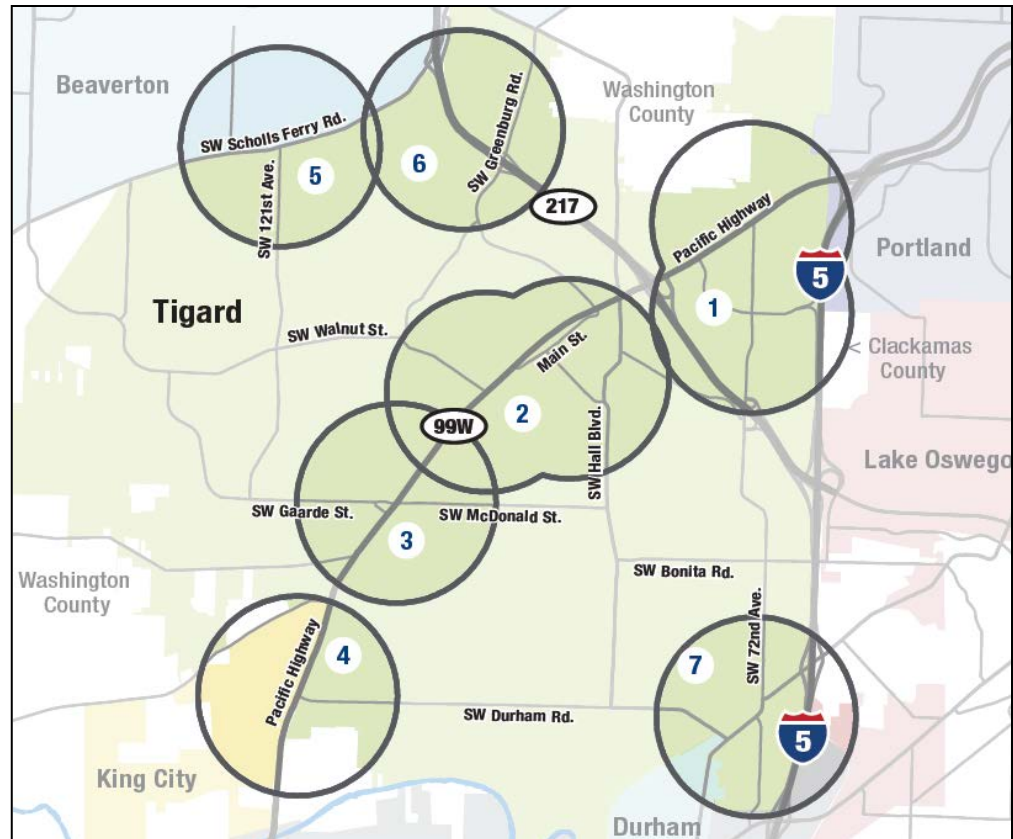 Beaverton
SW Scholls Ferry Rd.
SW 121st Ave.
5
6
SW Greenburg Rd.
217
Washington
County
Pacific Highway
5
Portland
1
Tigard
SW Walnut St.
Main St.
< Clackamas
County
2
99W
SW Hall Blvd.
Lake Oswego
SW Gaarde St.
SW McDonald St.
3
Washington
County
SW Bonita Rd.
SW 72nd Ave.
4
Pacific Highway
7
SW Durham Rd.
5
King City
Durham